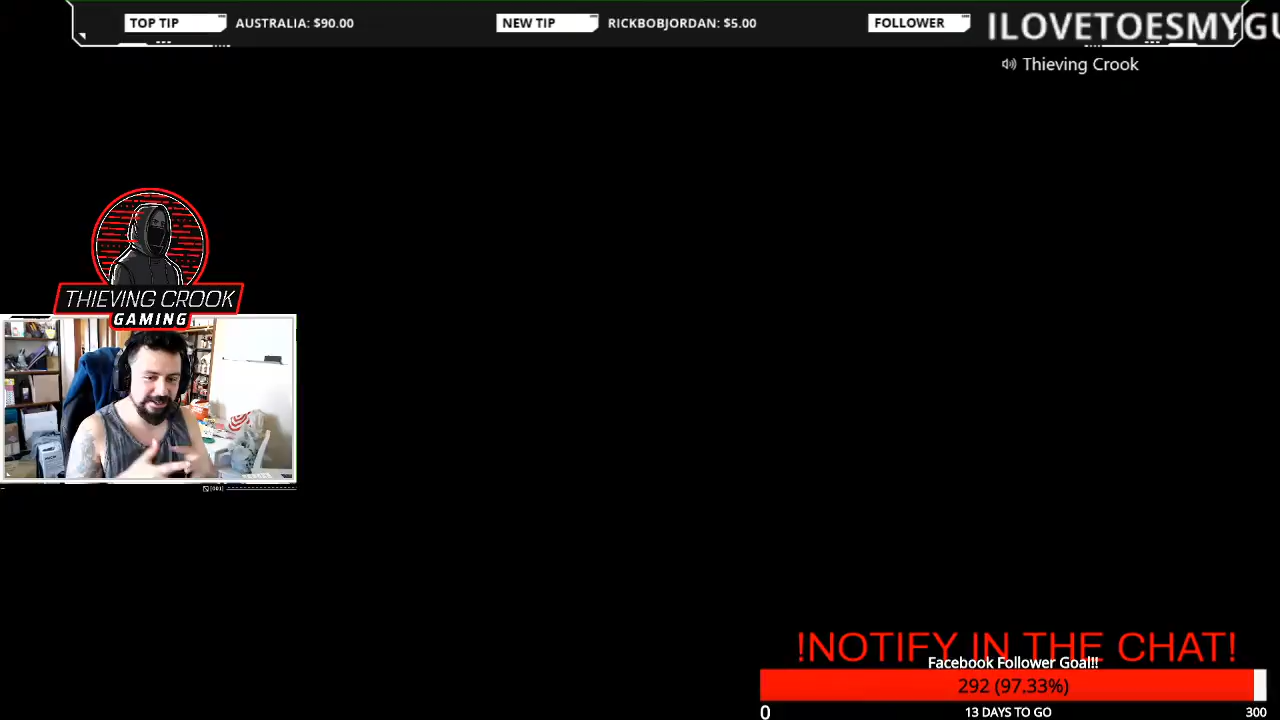 TOP TIP AUSTRALIA: $90.00 NEW TIP RICKBOBJORDAN: $5.00 FOLLOWER ILOVETOESMYGU
Thieving Crook
THIEVING CROOK
GAMING
!NOTIFY IN THE CHAT!
Facebook Follower Goal!!
292 (97,33%)
0 13 DAYS TO GO 300